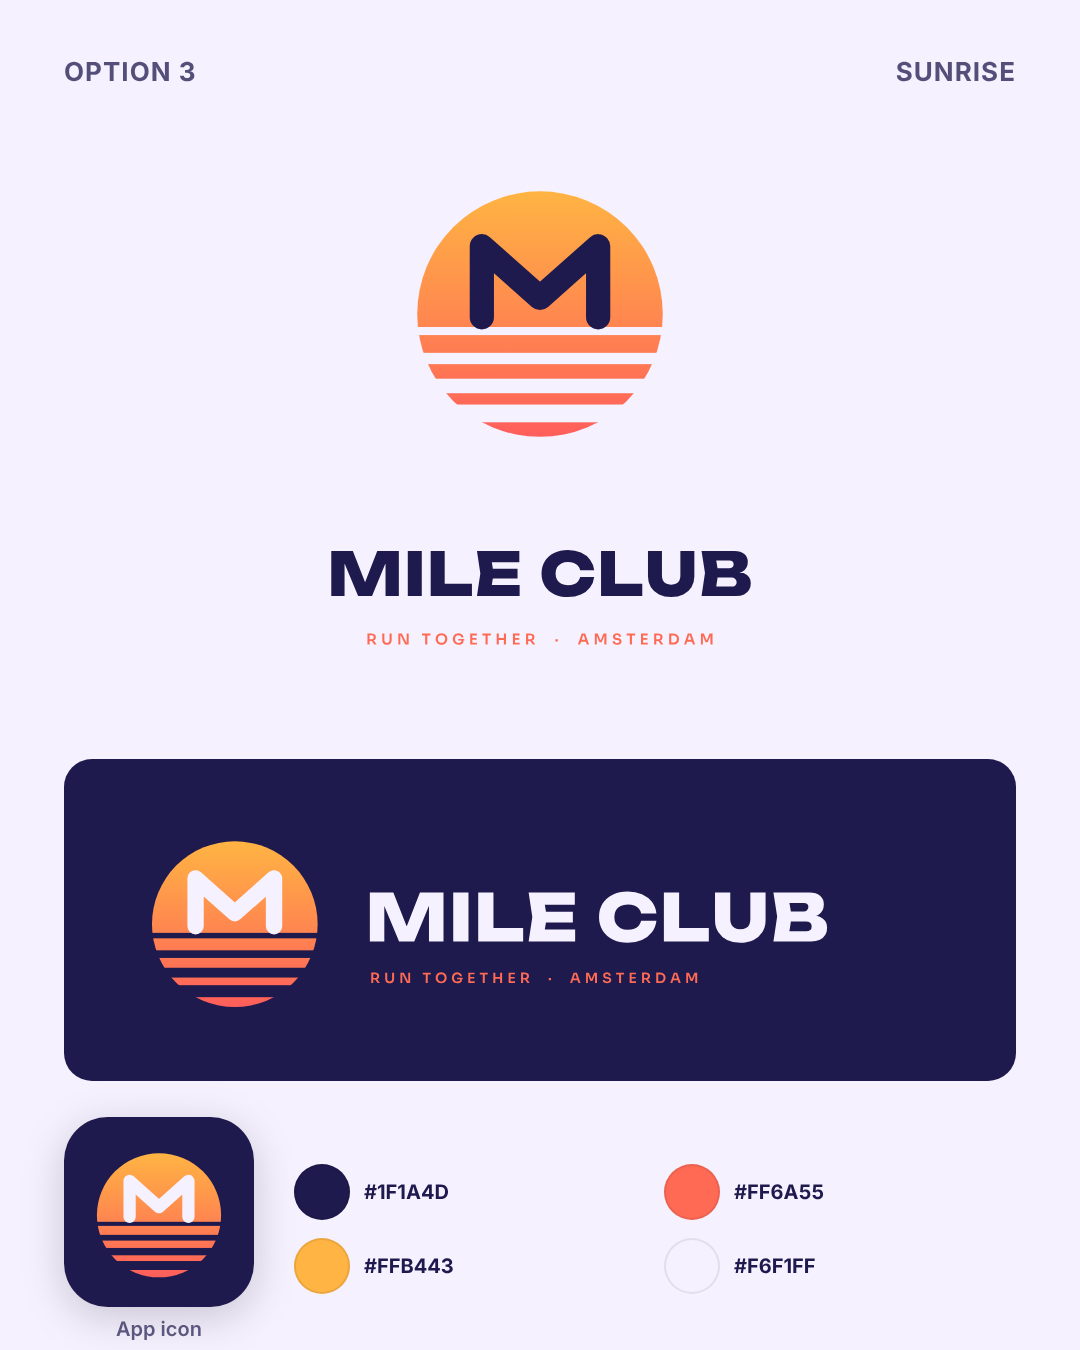 OPTION 3
SUNRISE
M
MILE CLUB
RUN TOGETHER · AMSTERDAM
M
MILE CLUB
RUN TOGETHER · AMSTERDAM
M
#1F1A4D
#FF6A55
#FFB443
#F6F1FF
App icon